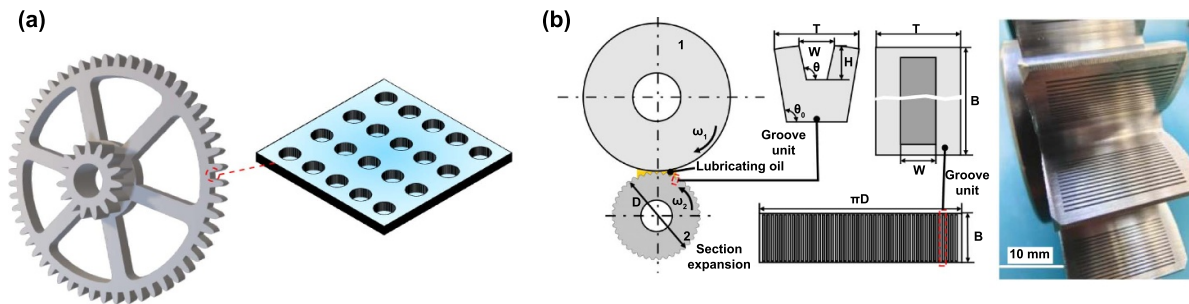 (a)
(b)
1
ω1
Lubricating oil
D
ω2
2
Section
expansion
T
W
H
θ
θ0
Groove
unit
T
B
W
Groove
unit
πD
B
10 mm